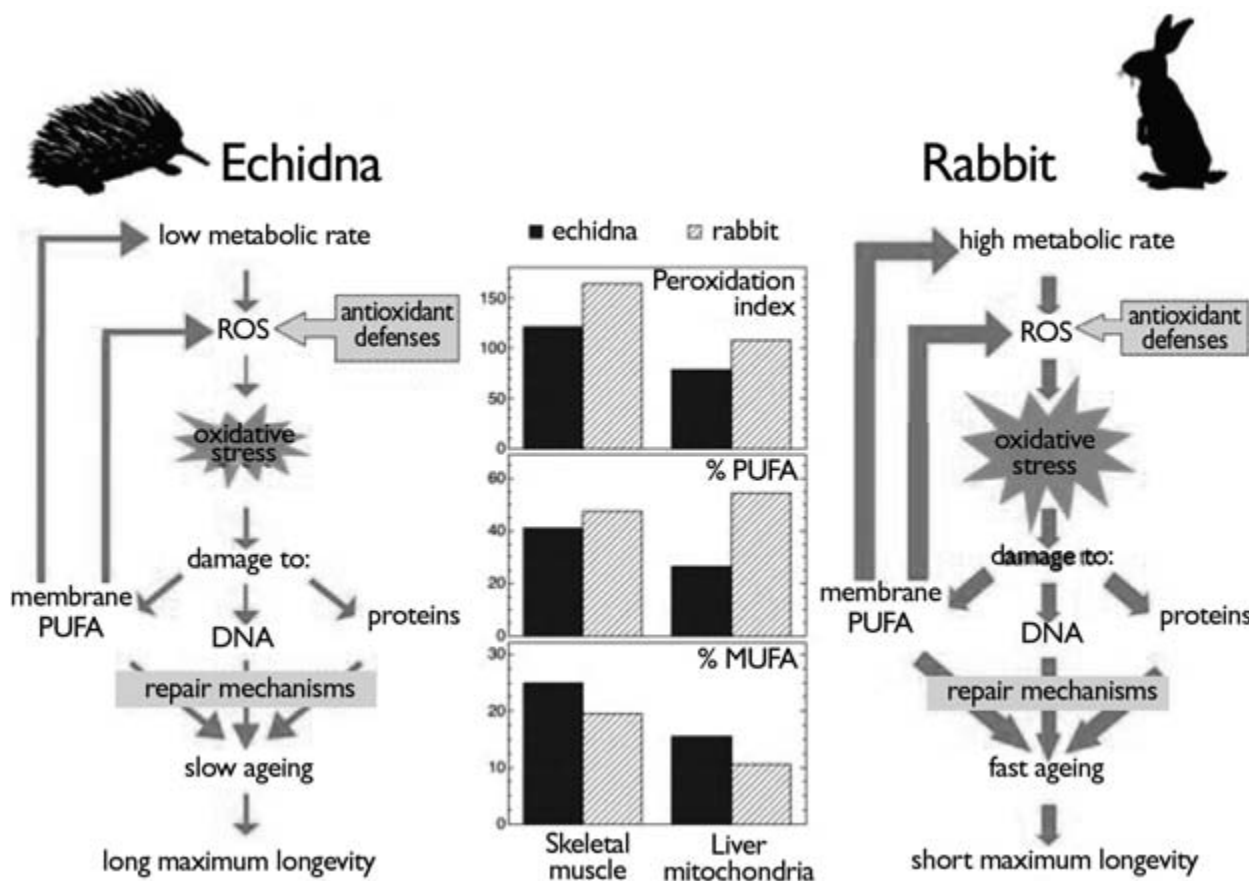 Echidna
low metabolic rate
ROS
antioxidant
defenses
oxidative
stress
damage to:
membrane
PUFA
DNA
proteins
repair mechanisms
slow ageing
long maximum longevity
echidna
rabbit
Peroxidation
index
150
100
50
0
% PUFA
60
40
20
0
% MUFA
30
20
10
0
Skeletal
muscle
Liver
mitochondria
Rabbit
high metabolic rate
ROS
antioxidant
defenses
oxidative
stress
damage to:
membrane
PUFA
DNA
proteins
repair mechanisms
fast ageing
short maximum longevity